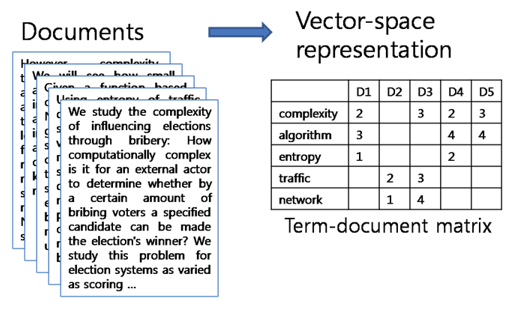 Documents
Vector-space
representation
However, complexity
We will see how small
Given a function based
Using entropy of traffic
We study the complexity
of influencing elections
through bribery: How
computationally complex
is it for an external actor
to determine whether by
a certain amount of
bribing voters a specified
candidate can be made
the election's winner? We
study this problem for
election systems as varied
as scoring ...
D1 D2 D3 D4 D5
complexity 2 3 2 3
algorithm 3 4 4
entropy 1 2
traffic 2 3
network 1 4
Term-document matrix